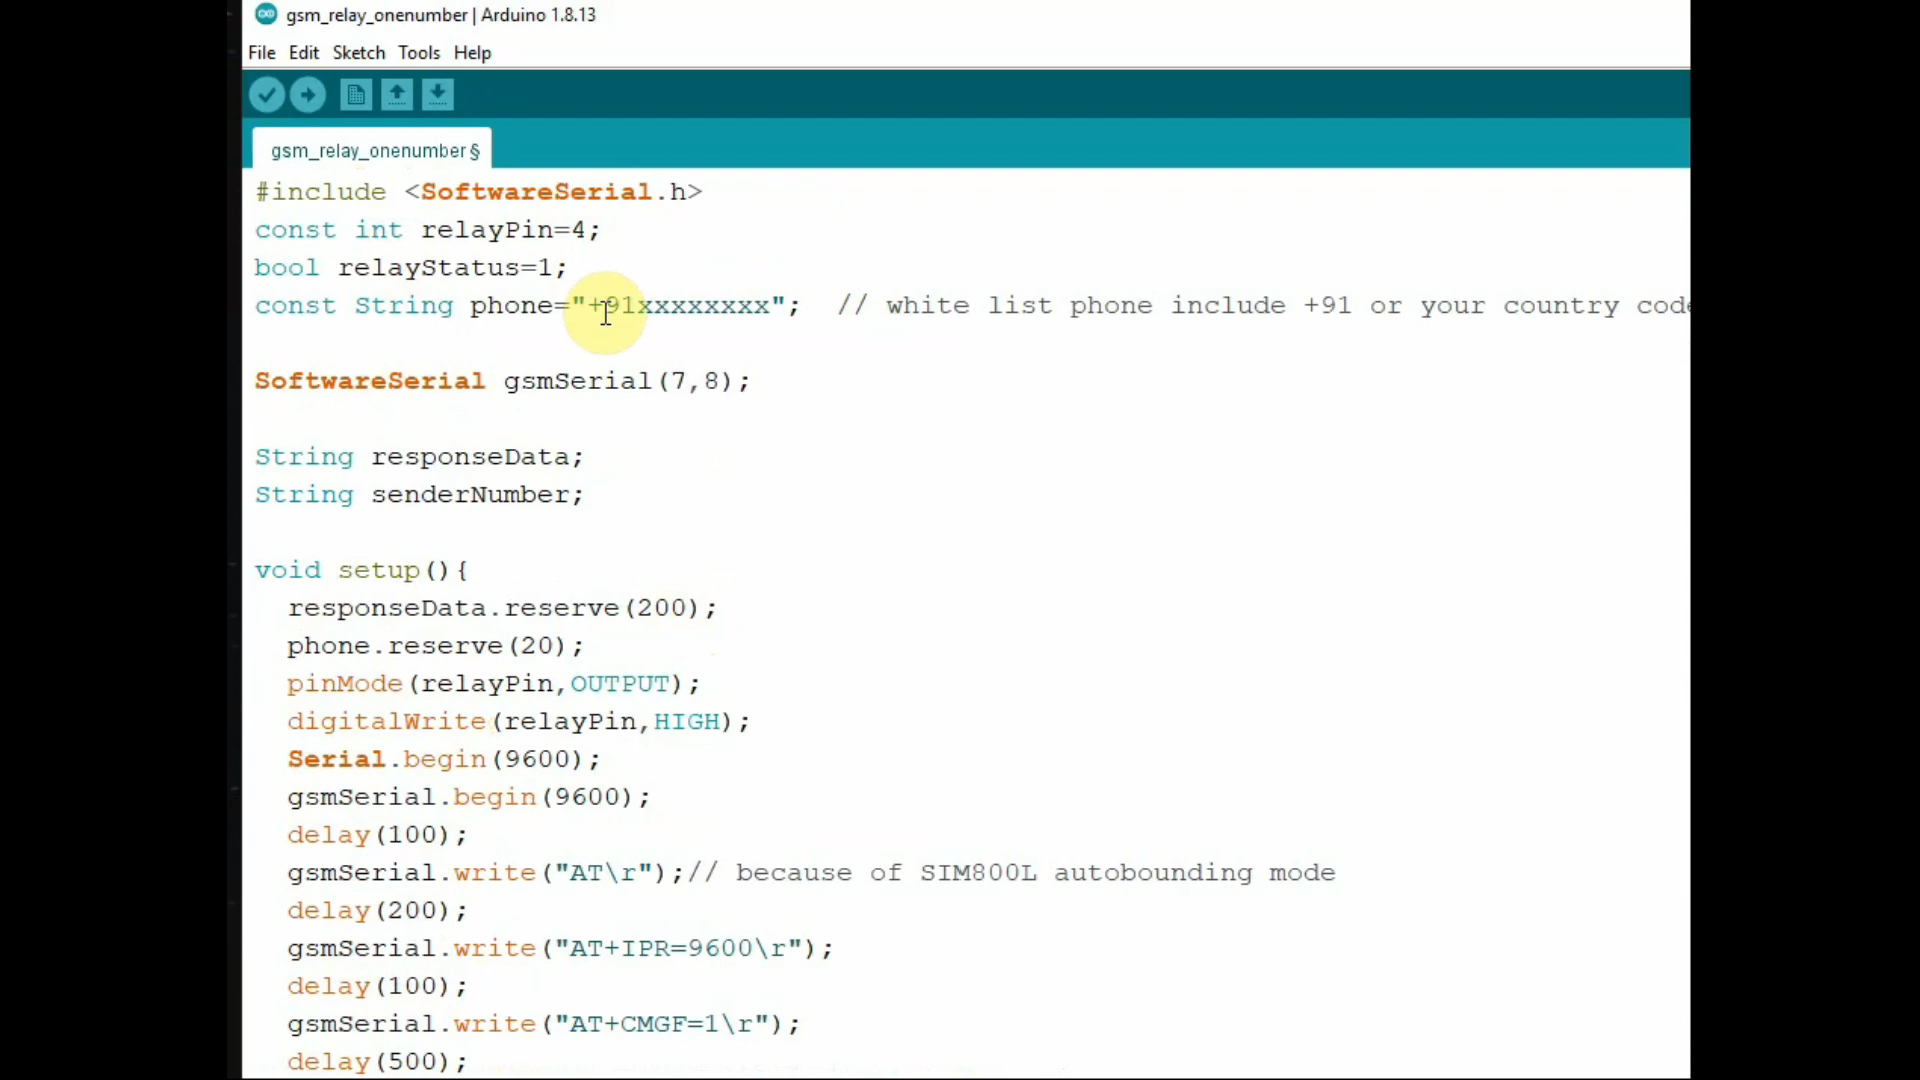 gsm_relay_onenumber | Arduino 1.8.13
File Edit Sketch Tools Help
gsm_relay_onenumber §
#include <SoftwareSerial.h>
const int relayPin=4;
bool relayStatus=1;
const String phone="+91xxxxxxxx"; // white list phone include +91 or your country code
SoftwareSerial gsmSerial(7,8);
String responseData;
String senderNumber;
void setup(){
responseData.reserve(200);
phone.reserve(20);
pinMode(relayPin,OUTPUT);
digitalWrite(relayPin,HIGH);
Serial.begin(9600);
gsmSerial.begin(9600);
delay(100);
gsmSerial.write("AT\r");// because of SIM800L autobounding mode
delay(200);
gsmSerial.write("AT+IPR=9600\r");
delay(100);
gsmSerial.write("AT+CMGF=1\r");
delay(500);